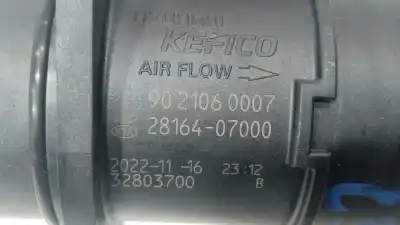 KEFICO
AIR FLOW
90 2106 0007
28164-07000
2022-11 -16 23:12
32803700 B